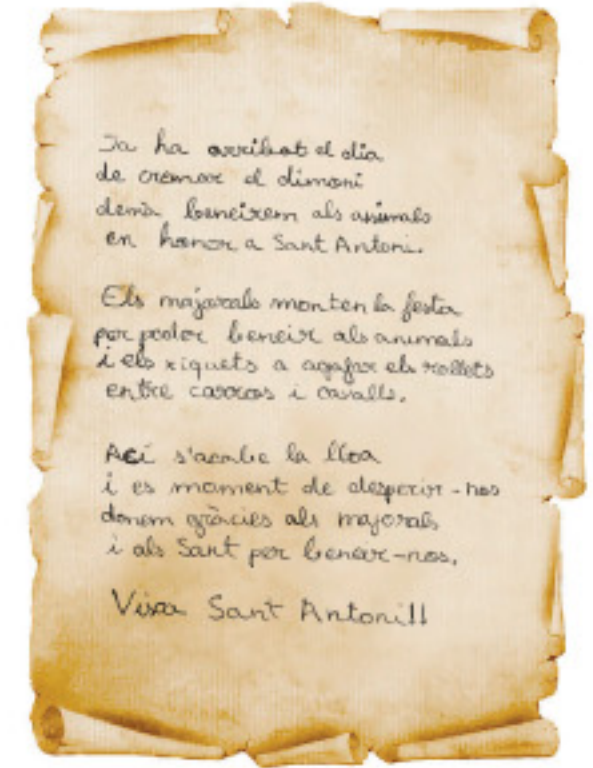 Ja ha arribat el dia
de cremar el dimoni
demà beneirem als animals
en honor a Sant Antoni.
Els majorals monten la festa
per poder beneir als animals
i els xiquets a agafar els rollets
entre carros i cavalls.
Ací s'acabe la lloa
i es moment de despedir-nos
donem gràcies als majorals
i als Sant per beneir-nos.
Visca Sant Antoni!!